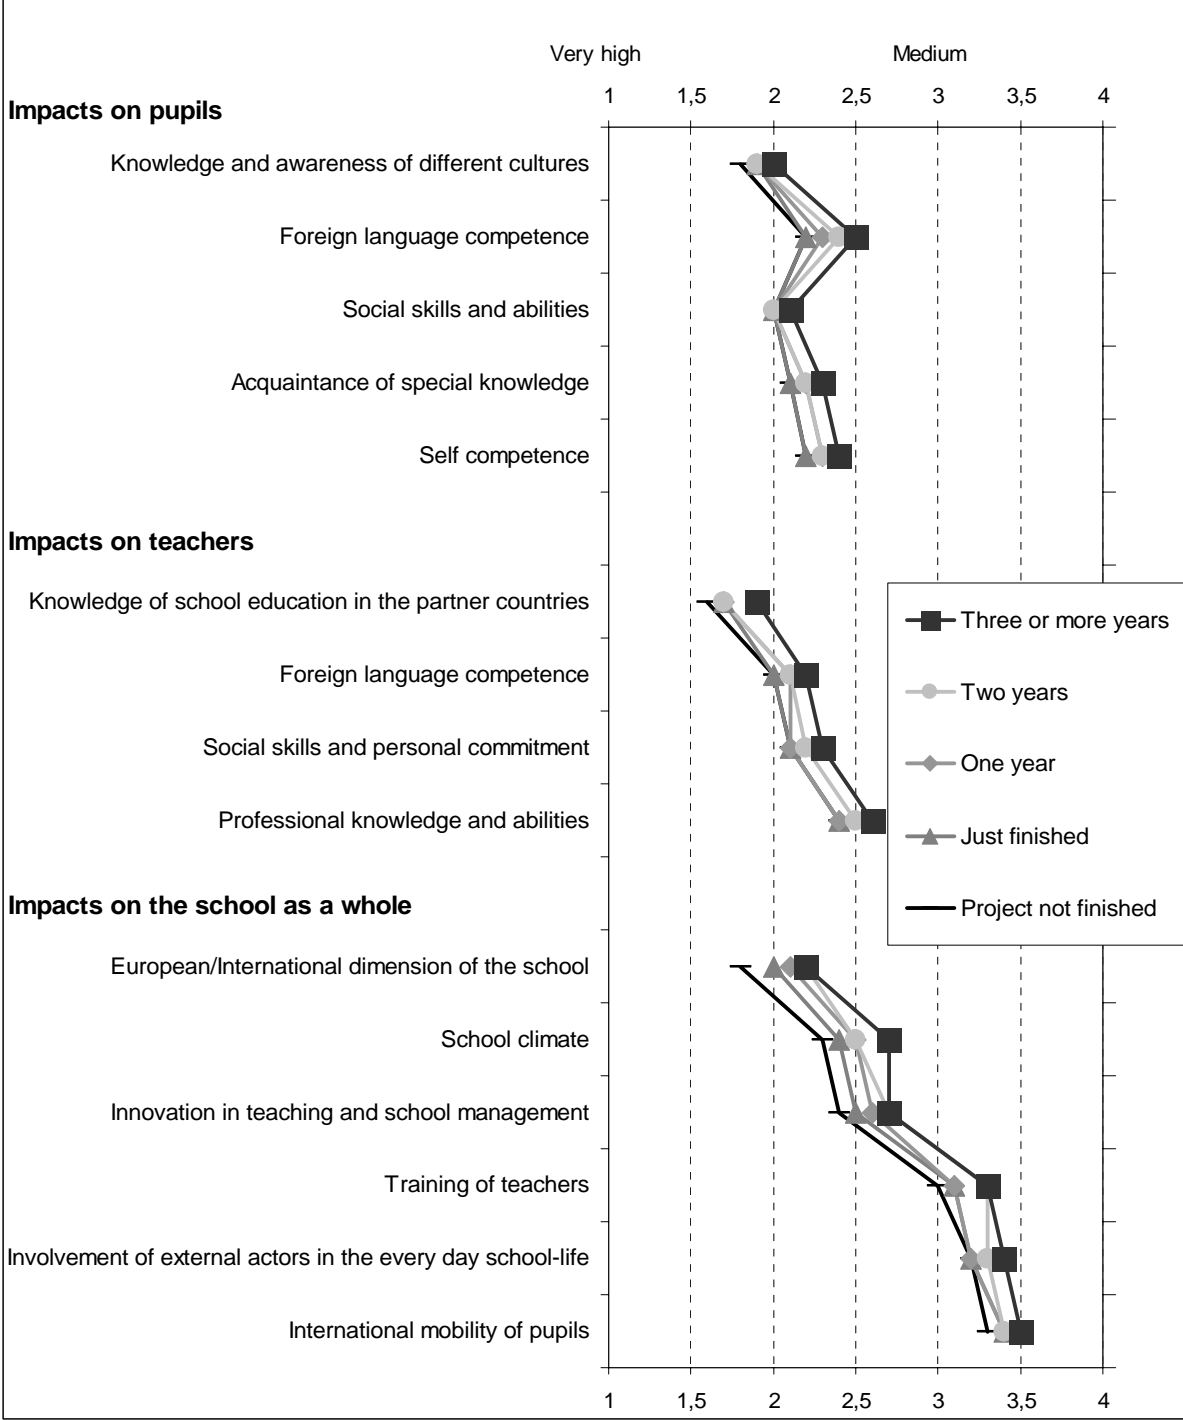 Very high Medium
1 1,5 2 2,5 3 3,5 4
Impacts on pupils
Knowledge and awareness of different cultures
Foreign language competence
Social skills and abilities
Acquaintance of special knowledge
Self competence
Impacts on teachers
Knowledge of school education in the partner countries
Foreign language competence
Social skills and personal commitment
Professional knowledge and abilities
Three or more years
Two years
One year
Just finished
Project not finished
Impacts on the school as a whole
European/International dimension of the school
School climate
Innovation in teaching and school management
Training of teachers
Involvement of external actors in the every day school-life
International mobility of pupils
1 1,5 2 2,5 3 3,5 4